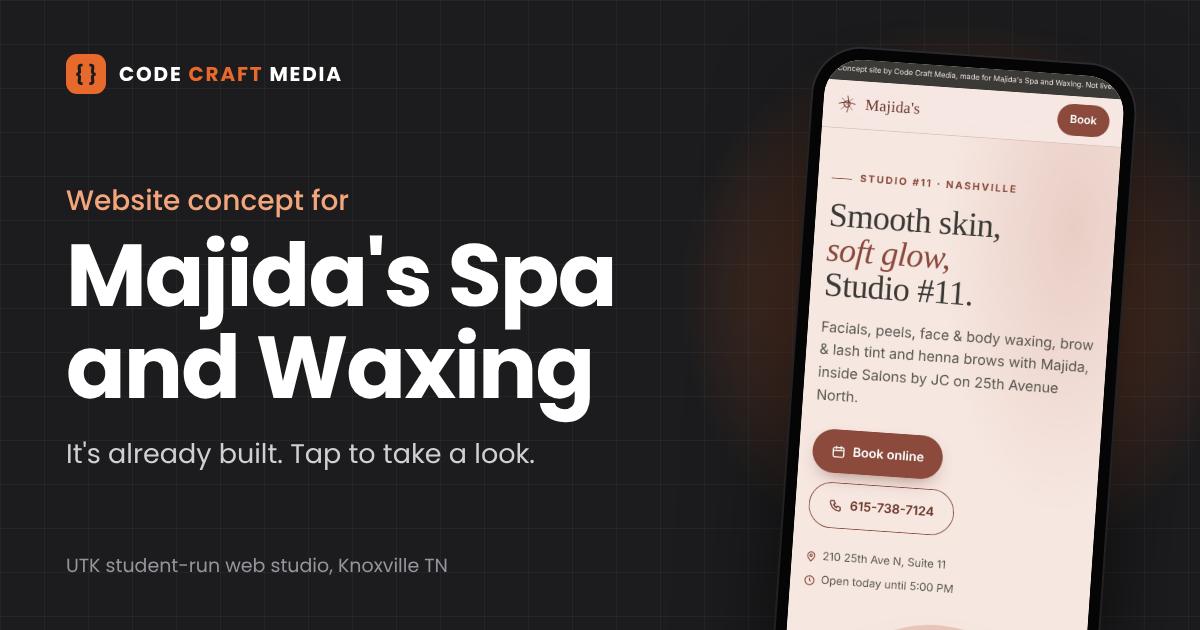 { } CODE CRAFT MEDIA
Website concept for
Majida's Spa
and Waxing
It's already built. Tap to take a look.
UTK student-run web studio, Knoxville TN
concept site by Code Craft Media, made for Majida's Spa and Waxing. Not live
Majida's
Book
STUDIO #11 · NASHVILLE
Smooth skin,
soft glow,
Studio #11.
Facials, peels, face & body waxing, brow
& lash tint and henna brows with Majida,
inside Salons by JC on 25th Avenue
North.
Book online
615-738-7124
210 25th Ave N, Suite 11
Open today until 5:00 PM